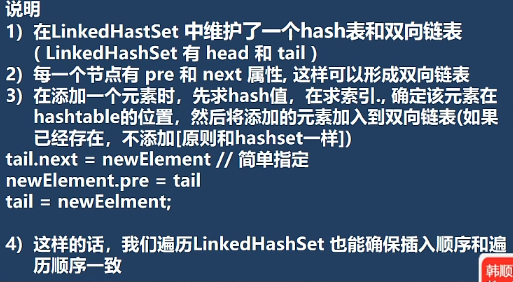 说明
1) 在LinkedHastSet 中维护了一个hash表和双向链表
( LinkedHashSet 有 head 和 tail )
2) 每一个节点有 pre 和 next 属性, 这样可以形成双向链表
3) 在添加一个元素时，先求hash值，在求索引., 确定该元素在
hashtable的位置，然后将添加的元素加入到双向链表(如果
已经存在，不添加[原则和hashset一样])
tail.next = newElement // 简单指定
newElement.pre = tail
tail = newEelment;
4) 这样的话，我们遍历LinkedHashSet 也能确保插入顺序和遍
历顺序一致
韩顺